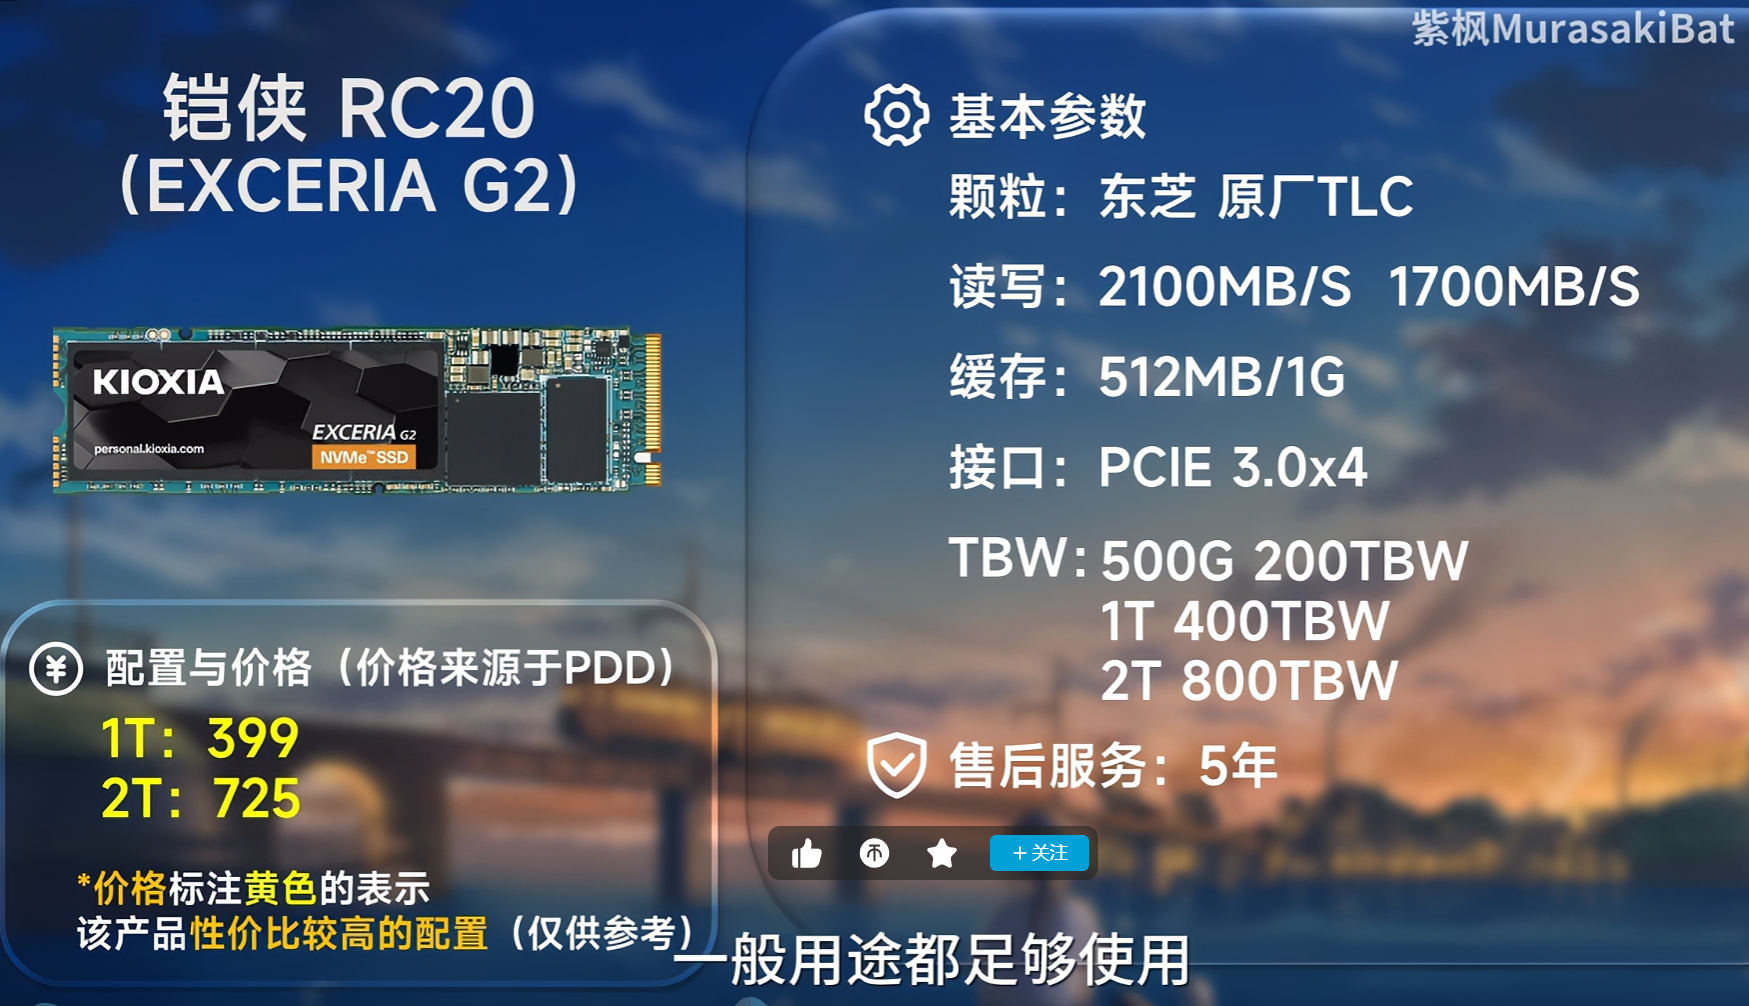 紫枫MurasakiBat
铠侠 RC20
（EXCERIA G2）
KIOXIA
EXCERIA G2
personal.kioxia.com
NVMe™SSD
¥ 配置与价格（价格来源于PDD）
1T：399
2T：725
*价格标注黄色的表示
该产品性价比较高的配置（仅供参考）
基本参数
颗粒：东芝 原厂TLC
读写：2100MB/S 1700MB/S
缓存：512MB/1G
接口：PCIE 3.0x4
TBW：500G 200TBW
1T 400TBW
2T 800TBW
售后服务：5年
+关注
一般用途都足够使用